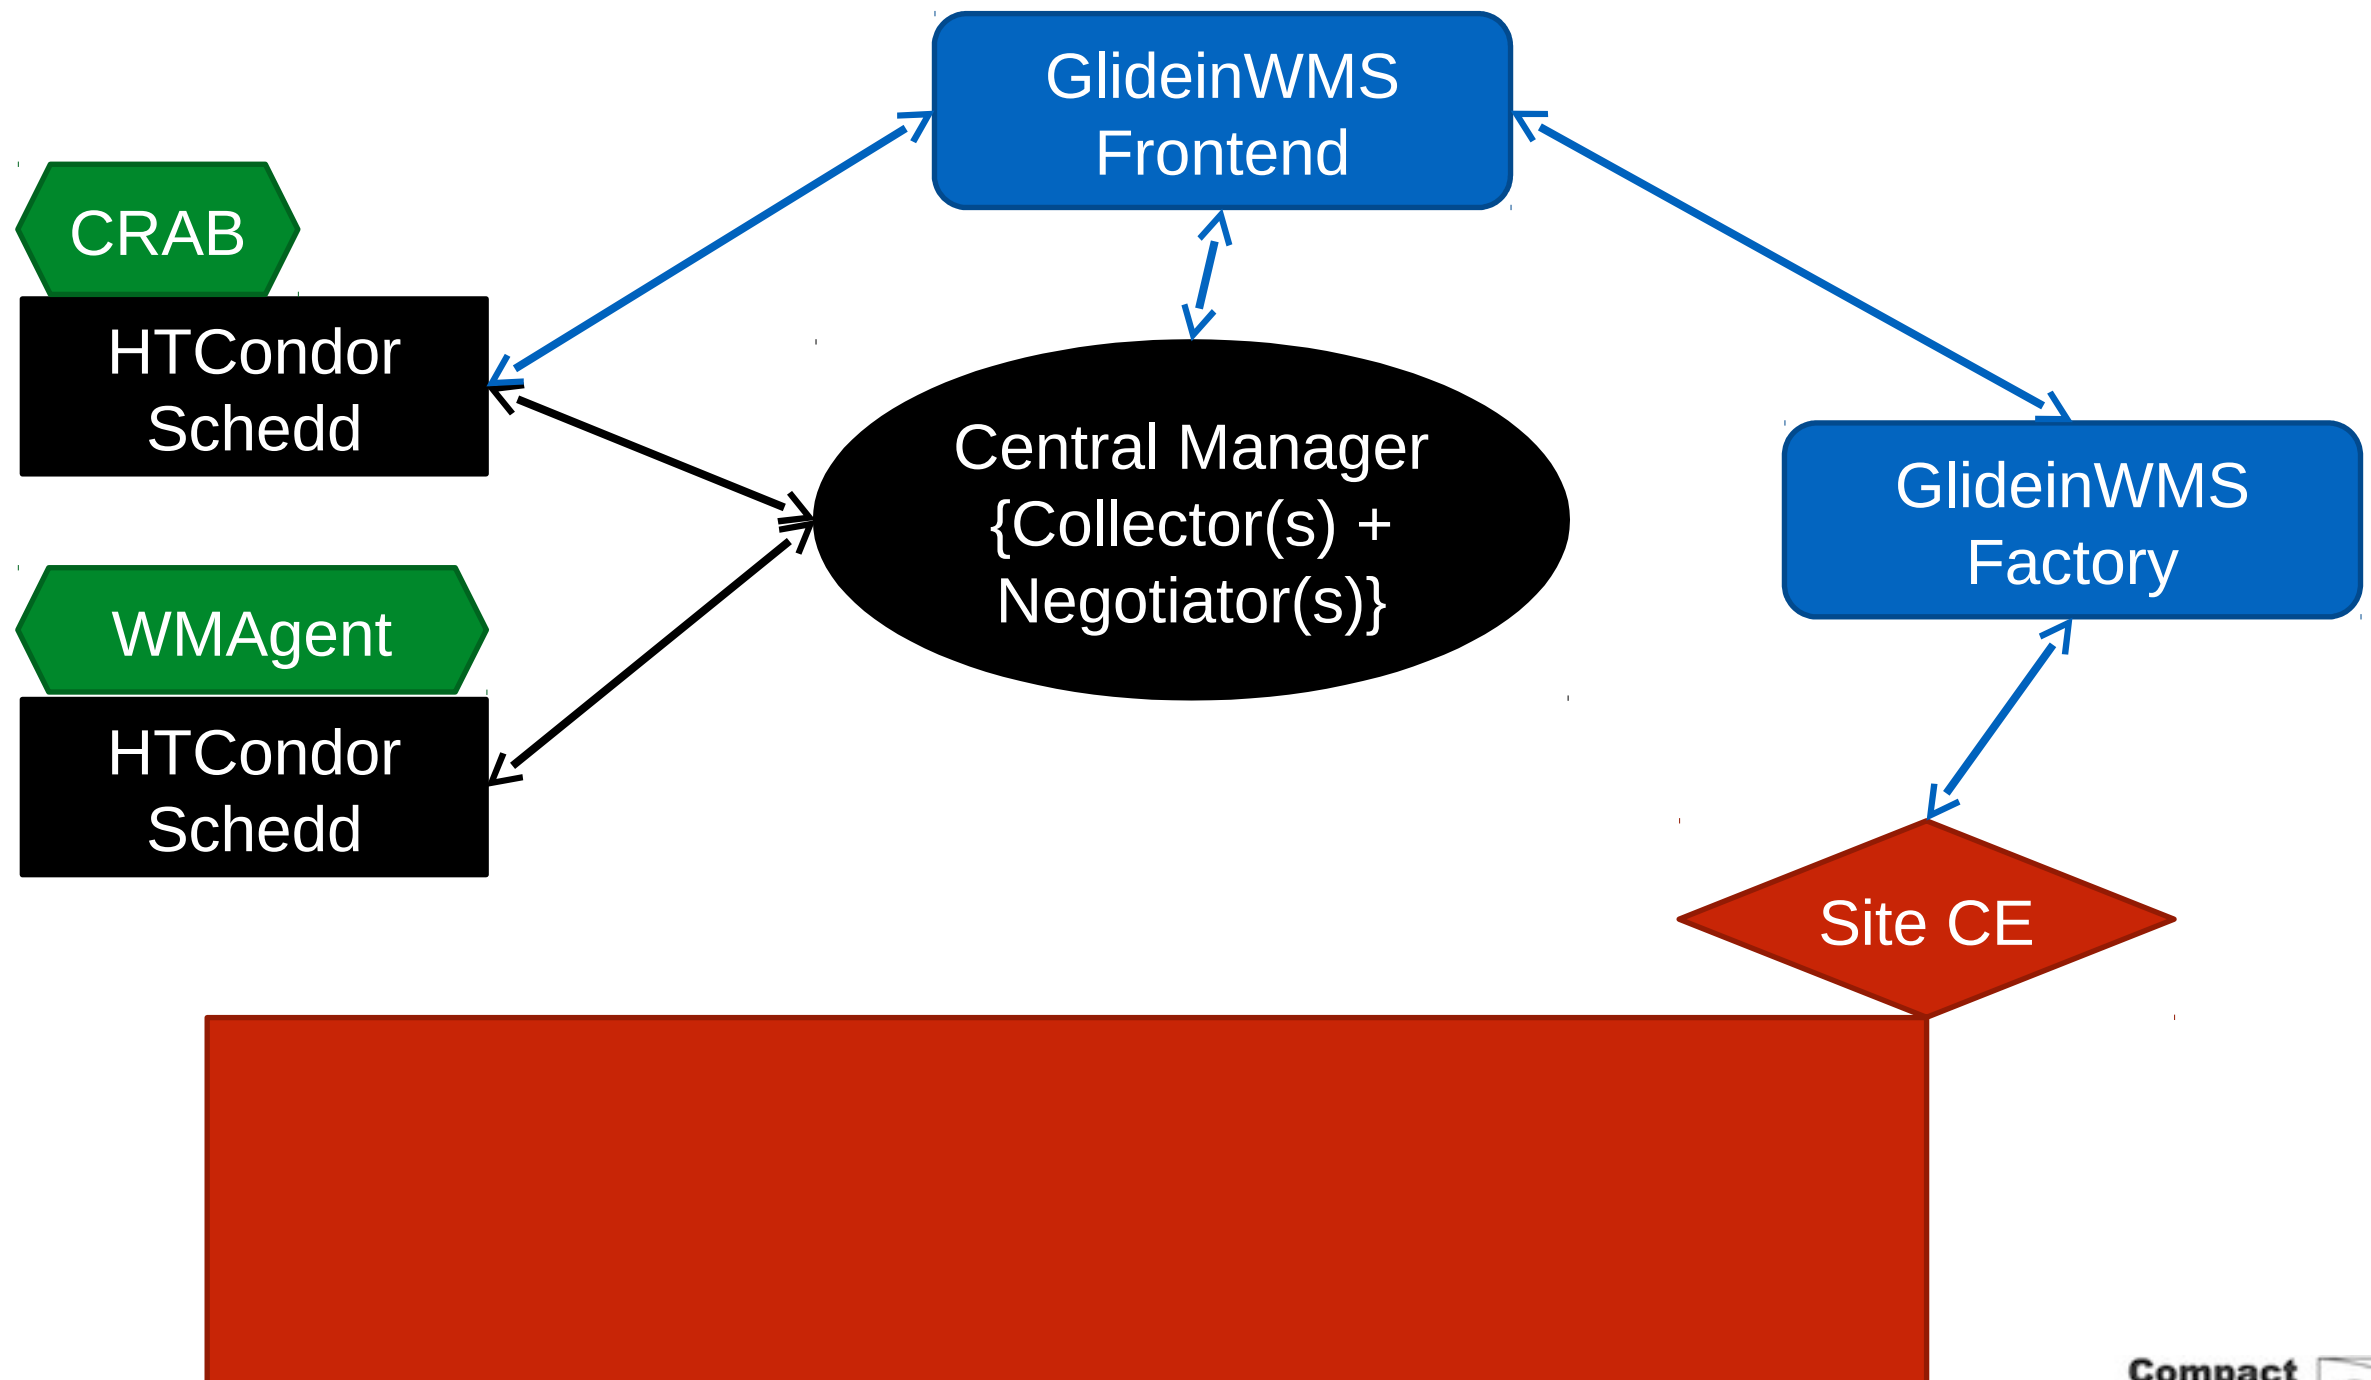 GlideinWMS
Frontend
CRAB
HTCondor
Schedd
Central Manager
{Collector(s) +
Negotiator(s)}
GlideinWMS
Factory
WMAgent
HTCondor
Schedd
Site CE
Compact